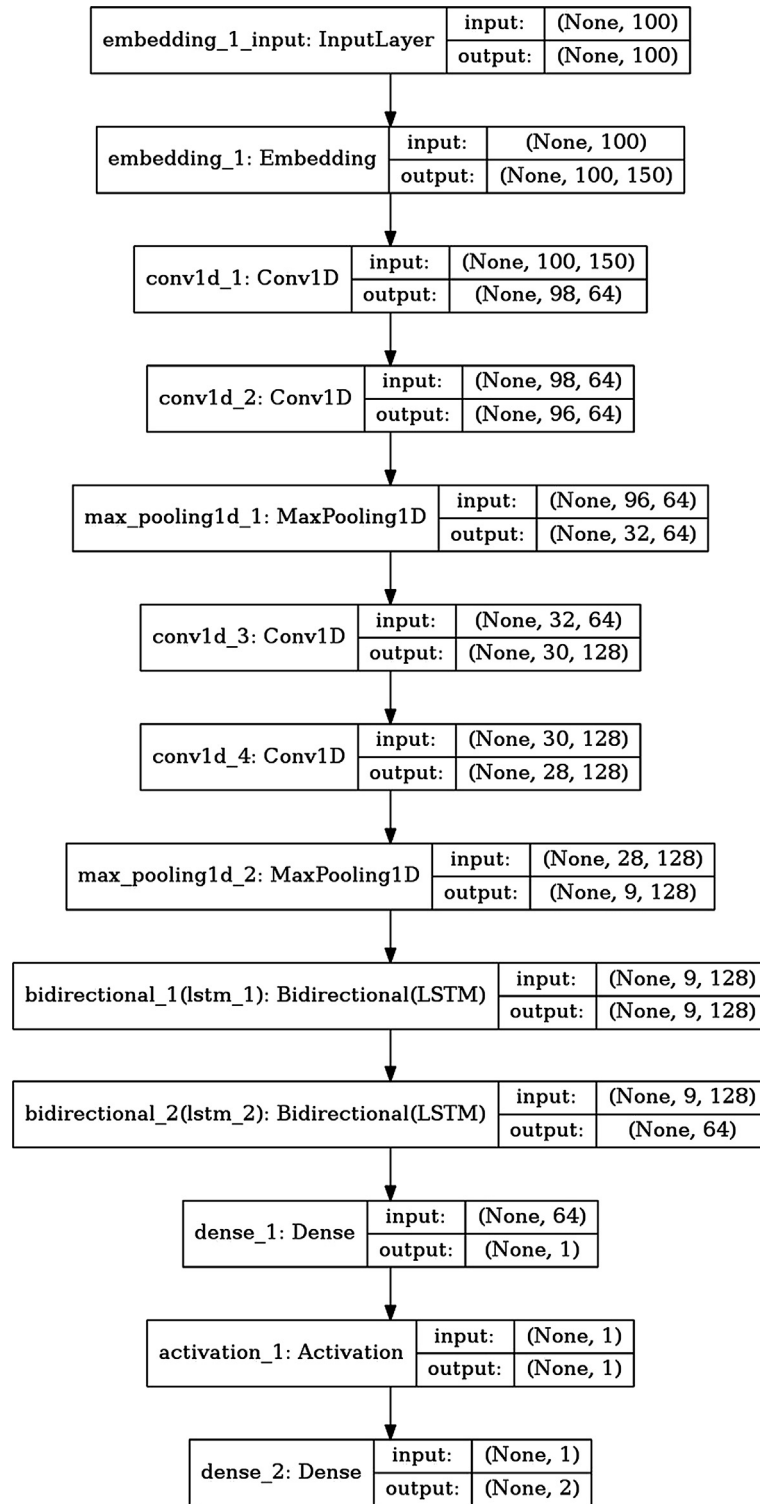 embedding_1_input: InputLayer
input: (None, 100)
output: (None, 100)
embedding_1: Embedding
input: (None, 100)
output: (None, 100, 150)
conv1d_1: Conv1D
input: (None, 100, 150)
output: (None, 98, 64)
conv1d_2: Conv1D
input: (None, 98, 64)
output: (None, 96, 64)
max_pooling1d_1: MaxPooling1D
input: (None, 96, 64)
output: (None, 32, 64)
conv1d_3: Conv1D
input: (None, 32, 64)
output: (None, 30, 128)
conv1d_4: Conv1D
input: (None, 30, 128)
output: (None, 28, 128)
max_pooling1d_2: MaxPooling1D
input: (None, 28, 128)
output: (None, 9, 128)
bidirectional_1(lstm_1): Bidirectional(LSTM)
input: (None, 9, 128)
output: (None, 9, 128)
bidirectional_2(lstm_2): Bidirectional(LSTM)
input: (None, 9, 128)
output: (None, 64)
dense_1: Dense
input: (None, 64)
output: (None, 1)
activation_1: Activation
input: (None, 1)
output: (None, 1)
dense_2: Dense
input: (None, 1)
output: (None, 2)